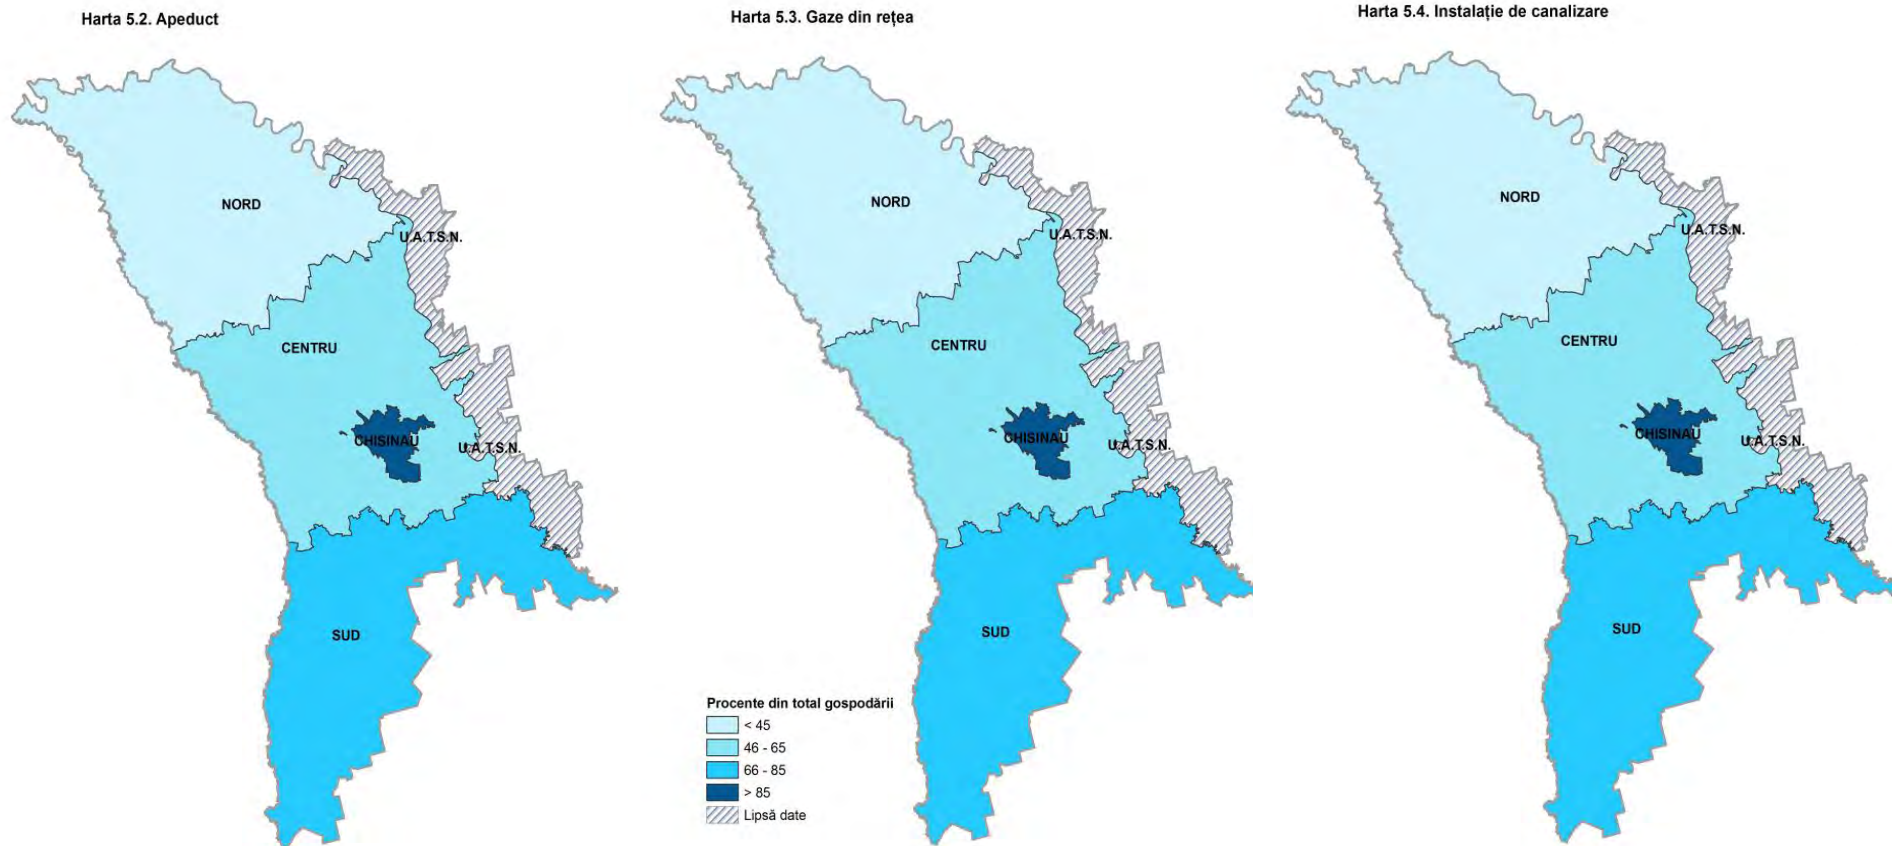 Harta 5.2. Apeduct
NORD
U.A.T.S.N.
CENTRU
CHISINAU
U.A.T.S.N.
SUD
Harta 5.3. Gaze din rețea
NORD
U.A.T.S.N.
CENTRU
CHISINAU
U.A.T.S.N.
SUD
Procente din total gospodării
< 45
46 - 65
66 - 85
> 85
Lipsă date
Harta 5.4. Instalație de canalizare
NORD
U.A.T.S.N.
CENTRU
CHISINAU
U.A.T.S.N.
SUD